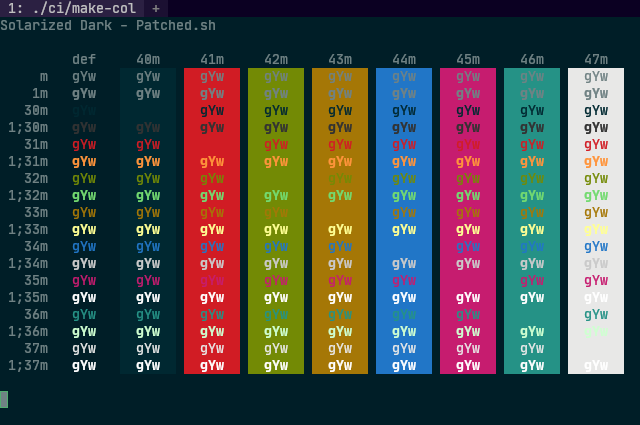 1: ./ci/make-col +
Solarized Dark - Patched.sh
def 40m 41m 42m 43m 44m 45m 46m 47m
m gYw gYw gYw gYw gYw gYw gYw gYw gYw
1m gYw gYw gYw gYw gYw gYw gYw gYw gYw
30m gYw gYw gYw gYw gYw gYw gYw gYw
1;30m gYw gYw gYw gYw gYw gYw gYw gYw gYw
31m gYw gYw gYw gYw gYw gYw gYw gYw
1;31m gYw gYw gYw gYw gYw gYw gYw gYw gYw
32m gYw gYw gYw gYw gYw gYw gYw gYw
1;32m gYw gYw gYw gYw gYw gYw gYw gYw gYw
33m gYw gYw gYw gYw gYw gYw gYw gYw
1;33m gYw gYw gYw gYw gYw gYw gYw gYw gYw
34m gYw gYw gYw gYw gYw gYw gYw gYw
1;34m gYw gYw gYw gYw gYw gYw gYw gYw gYw
35m gYw gYw gYw gYw gYw gYw gYw gYw
1;35m gYw gYw gYw gYw gYw gYw gYw gYw gYw
36m gYw gYw gYw gYw gYw gYw gYw gYw
1;36m gYw gYw gYw gYw gYw gYw gYw gYw gYw
37m gYw gYw gYw gYw gYw gYw gYw gYw
1;37m gYw gYw gYw gYw gYw gYw gYw gYw gYw